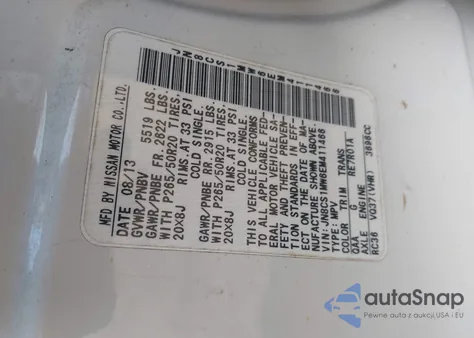 JN8CS1MW6EM411466
MFD BY NISSAN MOTOR CO.,LTD.
DATE 08/13
GVWR/PNBV 5519 LBS.
GAWR/PNBE FR. 2622 LBS.
WITH P265/50R20 TIRES.
20X8J RIMS.AT 33 PSI
COLD SINGLE.
GAWR/PNBE RR. 2915 LBS.
WITH P265/50R20 TIRES.
20X8J RIMS.AT 33 PSI
COLD SINGLE.
THIS VEHICLE CONFORMS
TO ALL APPLICABLE FED-
ERAL MOTOR VEHICLE SA-
FETY AND THEFT PREVEN-
TION STANDARDS IN EFF-
ECT ON THE DATE OF MA-
NUFACTURE SHOWN ABOVE.
VIN:JN8CS1MW6EM411466
TYPE:MPV
COLOR TRIM TRANS
QAA G RE7R01A
AXLE ENGINE
RC36 VQ37(VHR) 3696CC
autoSnap
Pewne auta z aukcji USA i EU